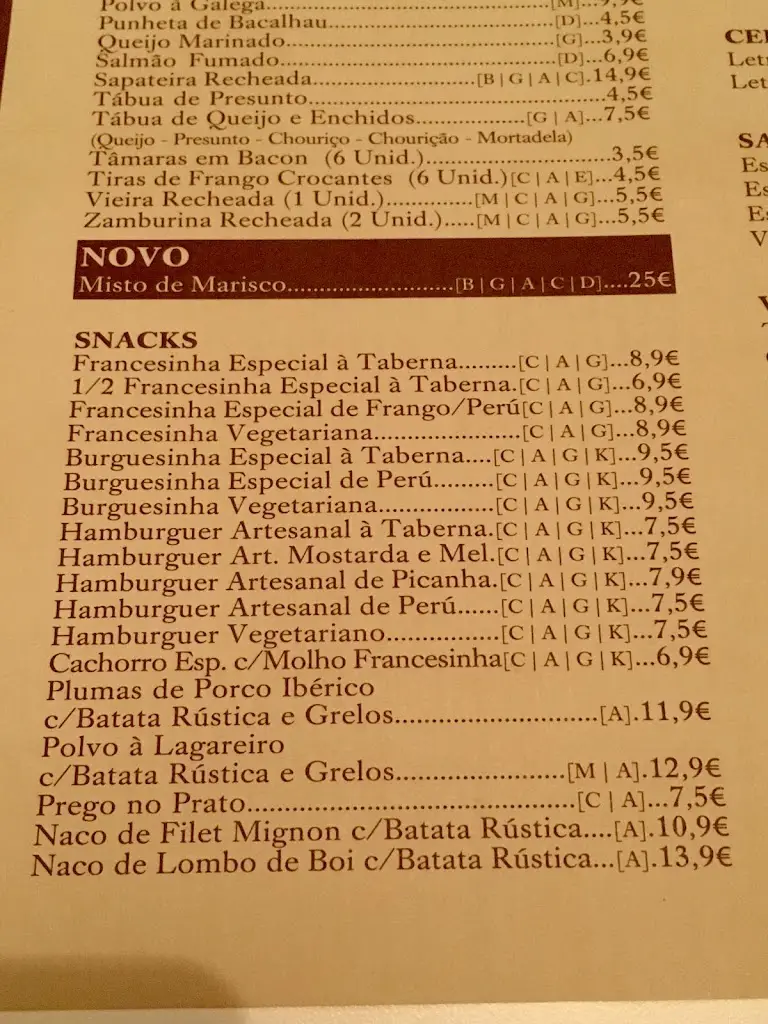 Polvo à Galega....................[M]...9,9€
Punheta de Bacalhau....................[D]...4,5€
Queijo Marinado....................[G]...3,9€
Salmão Fumado....................[D]...6,9€
Sapateira Recheada....................[B | G | A | C].14,9€
Tábua de Presunto....................4,5€
Tábua de Queijo e Enchidos....................[G | A]...7,5€
(Queijo - Presunto - Chouriço - Chourição - Mortadela)
Tâmaras em Bacon (6 Unid.)....................3,5€
Tiras de Frango Crocantes (6 Unid.)[C | A | E]...4,5€
Vieira Recheada (1 Unid.)...............[M | C | A | G]...5,5€
Zamburina Recheada (2 Unid.).....[M | C | A | G]...5,5€
NOVO
Misto de Marisco.........................[B | G | A | C | D]....25€
SNACKS
Francesinha Especial à Taberna.........[C | A | G]...8,9€
1/2 Francesinha Especial à Taberna.[C | A | G]...6,9€
Francesinha Especial de Frango/Perú[C | A | G]...8,9€
Francesinha Vegetariana......................[C | A | G]...8,9€
Burguesinha Especial à Taberna....[C | A | G | K]...9,5€
Burguesinha Especial de Perú.........[C | A | G | K]...9,5€
Burguesinha Vegetariana.................[C | A | G | K]...9,5€
Hamburguer Artesanal à Taberna.[C | A | G | K]...7,5€
Hamburguer Art. Mostarda e Mel.[C | A | G | K]...7,5€
Hamburguer Artesanal de Picanha.[C | A | G | K]...7,9€
Hamburguer Artesanal de Perú......[C | A | G | K]...7,5€
Hamburguer Vegetariano................[C | A | G | K]...7,5€
Cachorro Esp. c/Molho Francesinha[C | A | G | K]...6,9€
Plumas de Porco Ibérico
c/Batata Rústica e Grelos............................[A].11,9€
Polvo à Lagareiro
c/Batata Rústica e Grelos.......................[M | A].12,9€
Prego no Prato.............................................[C | A]...7,5€
Naco de Filet Mignon c/Batata Rústica....[A].10,9€
Naco de Lombo de Boi c/Batata Rústica...[A].13,9€